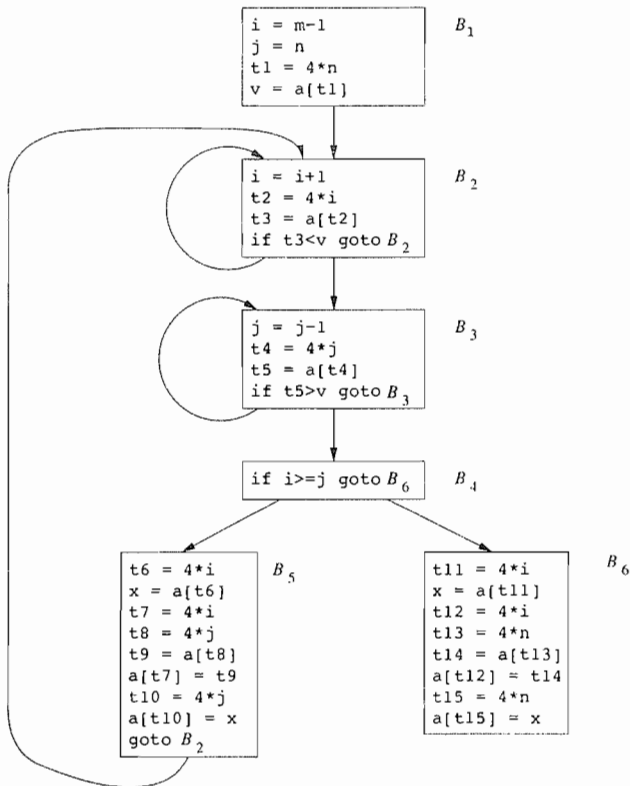 i = m-1
j = n
t1 = 4*n
v = a[t1]
B1
i = i+1
t2 = 4*i
t3 = a[t2]
if t3<v goto B2
B2
j = j-1
t4 = 4*j
t5 = a[t4]
if t5>v goto B3
B3
if i>=j goto B6
B4
t6 = 4*i
x = a[t6]
t7 = 4*i
t8 = 4*j
t9 = a[t8]
a[t7] = t9
t10 = 4*j
a[t10] = x
goto B2
B5
t11 = 4*i
x = a[t11]
t12 = 4*i
t13 = 4*n
t14 = a[t13]
a[t12] = t14
t15 = 4*n
a[t15] = x
B6